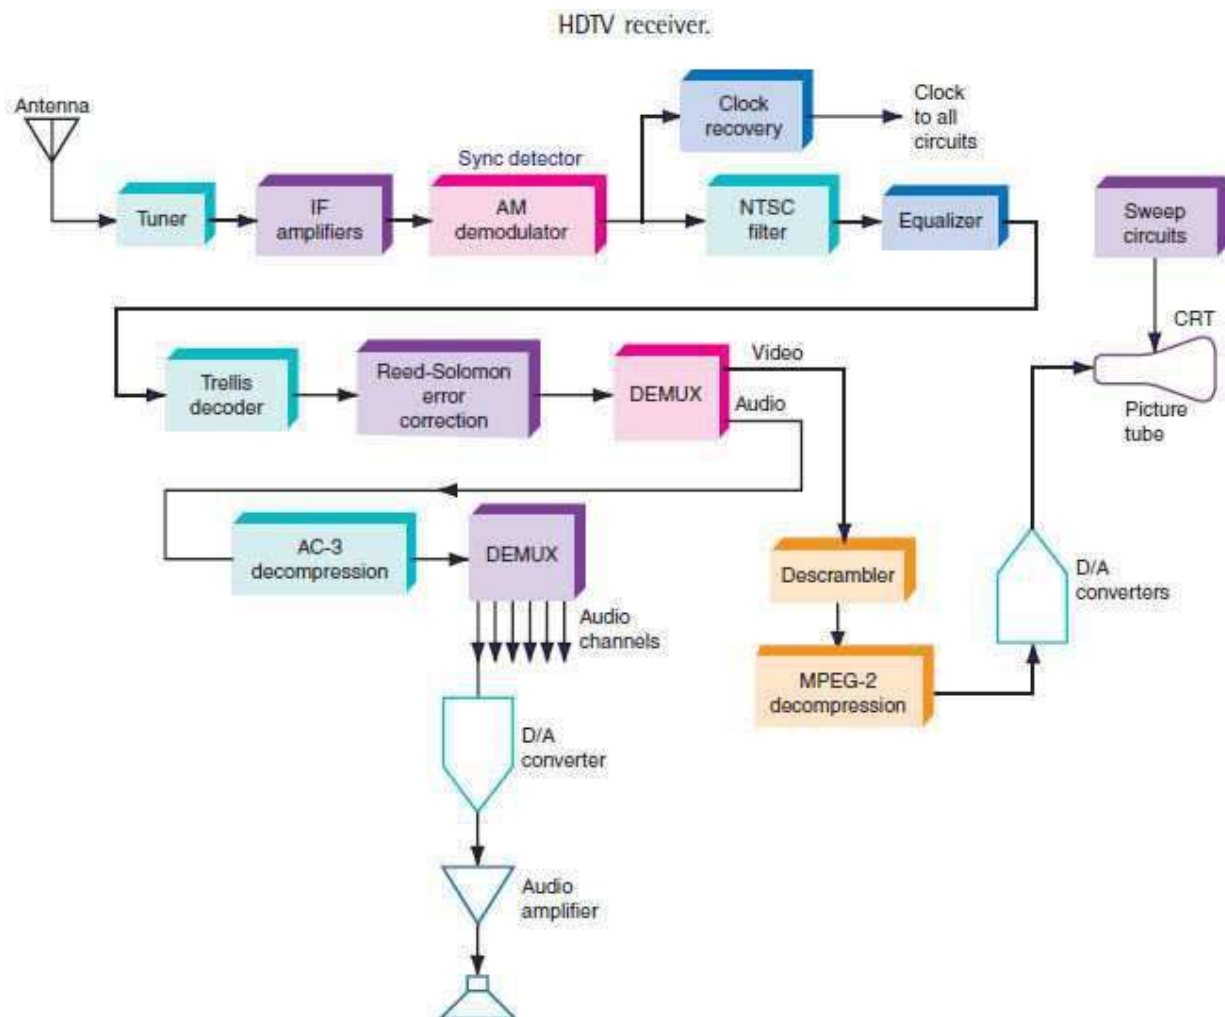 HDTV receiver.
Antenna
Tuner
IF
amplifiers
Sync detector
AM
demodulator
Clock
recovery
Clock
to all
circuits
NTSC
filter
Equalizer
Sweep
circuits
CRT
Picture
tube
Trellis
decoder
Reed-Solomon
error
correction
DEMUX
Video
Audio
AC-3
decompression
DEMUX
Audio
channels
Descrambler
MPEG-2
decompression
D/A
converters
D/A
converter
Audio
amplifier